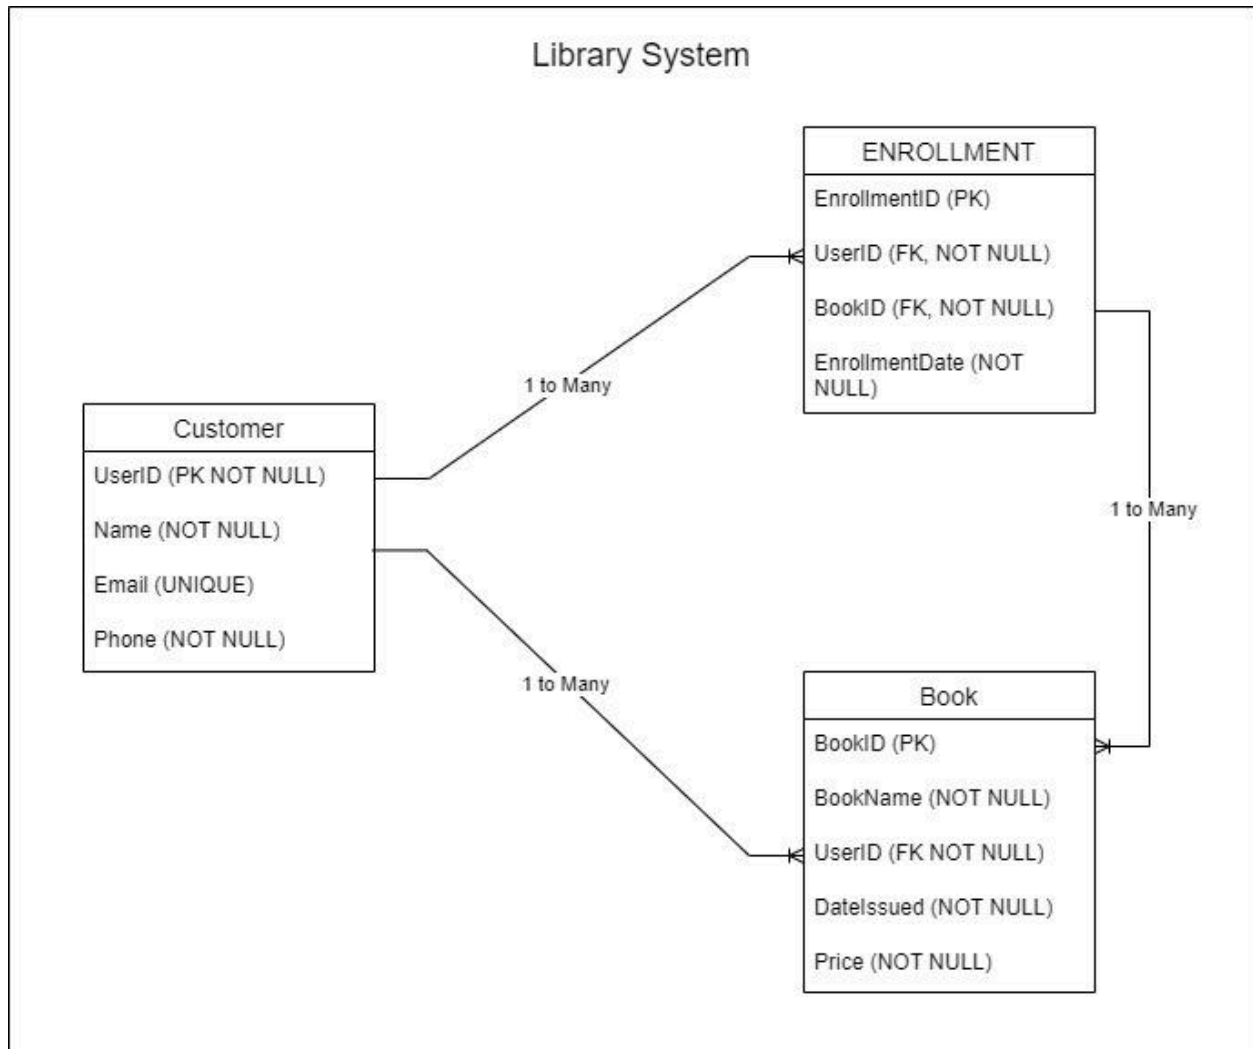 Library System
ENROLLMENT
EnrollmentID (PK)
UserID (FK, NOT NULL)
BookID (FK, NOT NULL)
EnrollmentDate (NOT
NULL)
1 to Many
Customer
UserID (PK NOT NULL)
Name (NOT NULL)
Email (UNIQUE)
Phone (NOT NULL)
1 to Many
1 to Many
Book
BookID (PK)
BookName (NOT NULL)
UserID (FK NOT NULL)
DateIssued (NOT NULL)
Price (NOT NULL)